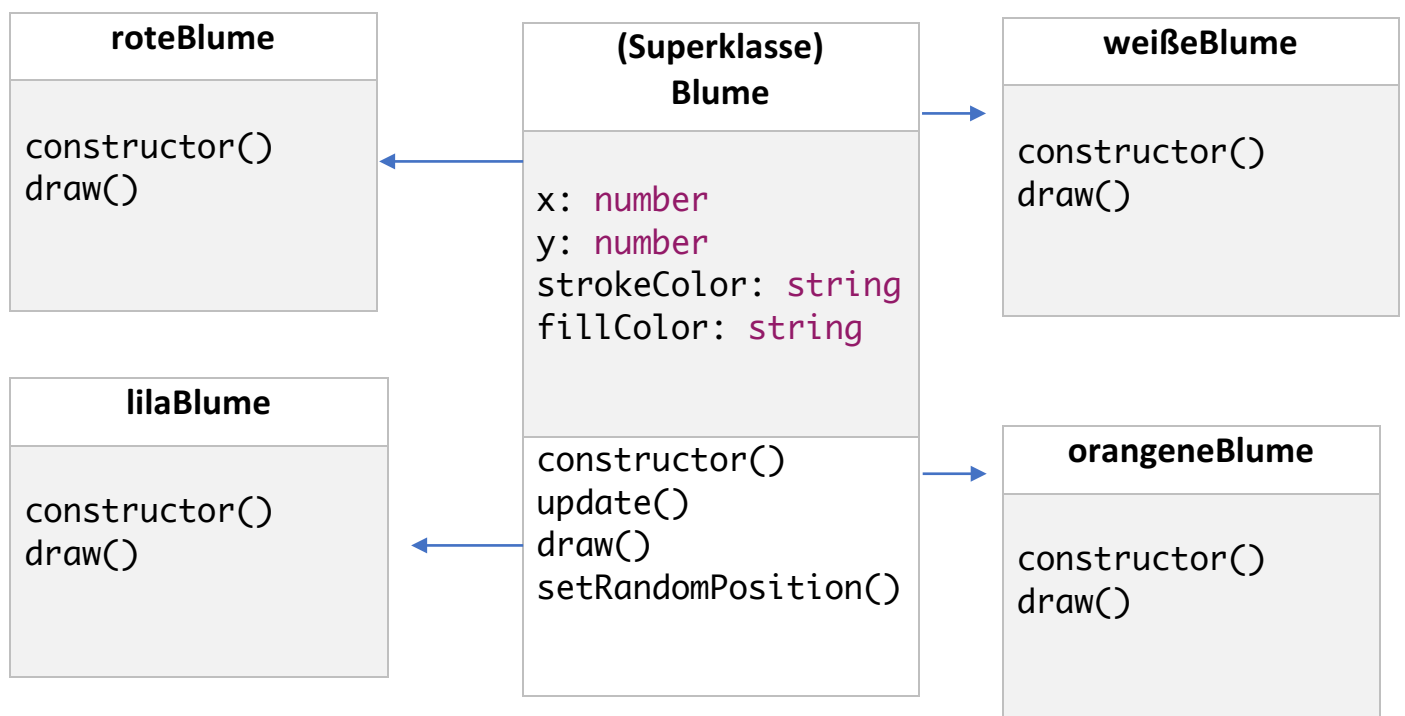 roteBlume
constructor()
draw()
lilaBlume
constructor()
draw()
(Superklasse)
Blume
x: number
y: number
strokeColor: string
fillColor: string
constructor()
update()
draw()
setRandomPosition()
weißeBlume
constructor()
draw()
orangeneBlume
constructor()
draw()